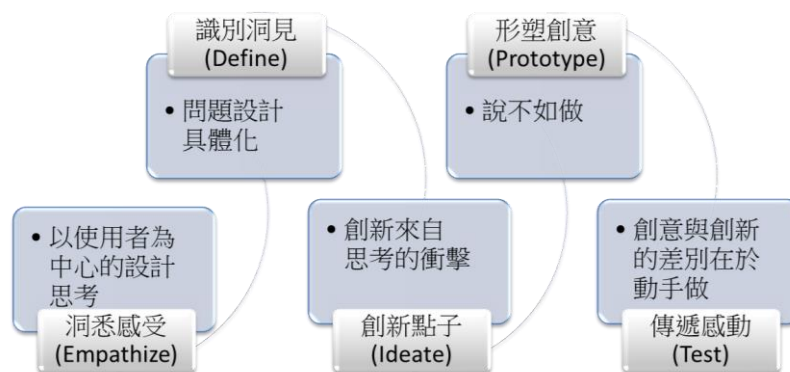 • 以使用者為
中心的設計
思考
洞悉感受
(Empathize)
識別洞見
(Define)
• 問題設計
具體化
• 創新來自
思考的衝擊
創新點子
(Ideate)
形塑創意
(Prototype)
• 說不如做
• 創意與創新
的差別在於
動手做
傳遞感動
(Test)